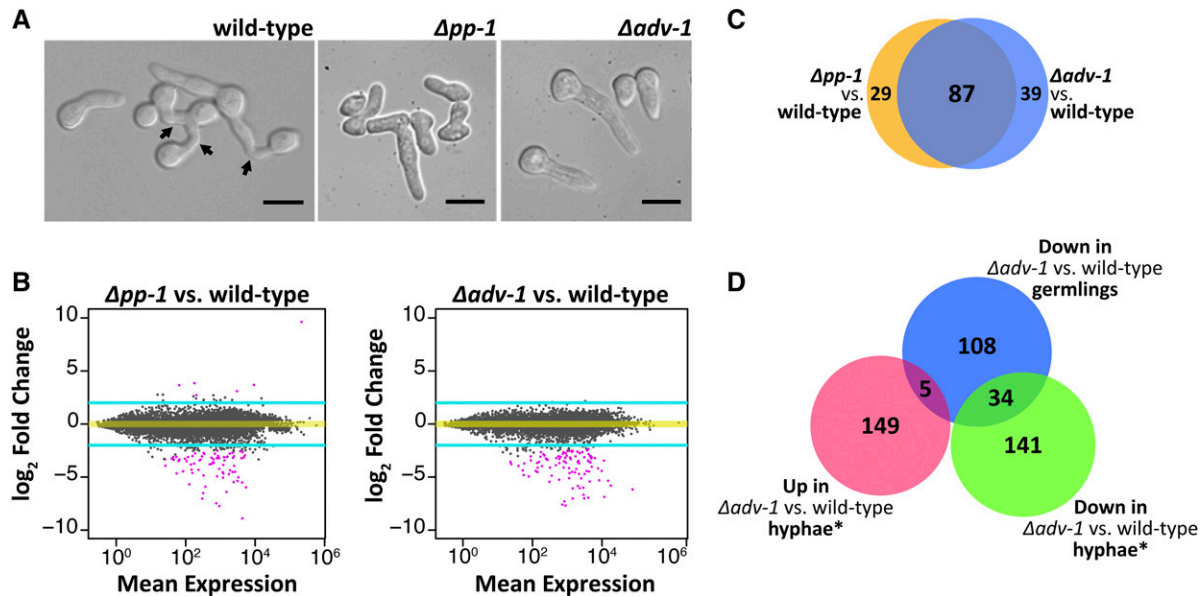 A
wild-type
Δpp-1
Δadv-1
B
Δpp-1 vs. wild-type
log2 Fold Change
10
5
0
−5
−10
10^0
10^2
10^4
10^6
Mean Expression
Δadv-1 vs. wild-type
log2 Fold Change
10
5
0
−5
−10
10^0
10^2
10^4
10^6
Mean Expression
C
Δpp-1
vs.
wild-type
29
87
39
Δadv-1
vs.
wild-type
D
Down in
Δadv-1 vs. wild-type
germlings
108
5
34
149
141
Up in
Δadv-1 vs. wild-type
hyphae*
Down in
Δadv-1 vs. wild-type
hyphae*